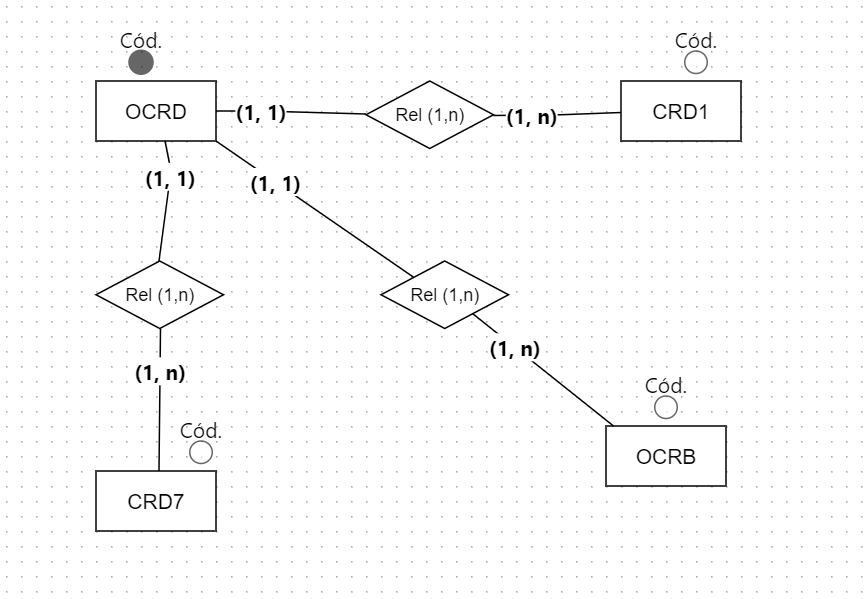 Cód.
Cód.
OCRD
(1, 1)
Rel (1,n)
(1, n)
CRD1
(1, 1)
(1, 1)
Rel (1,n)
Rel (1,n)
(1, n)
(1, n)
Cód.
OCRB
Cód.
CRD7